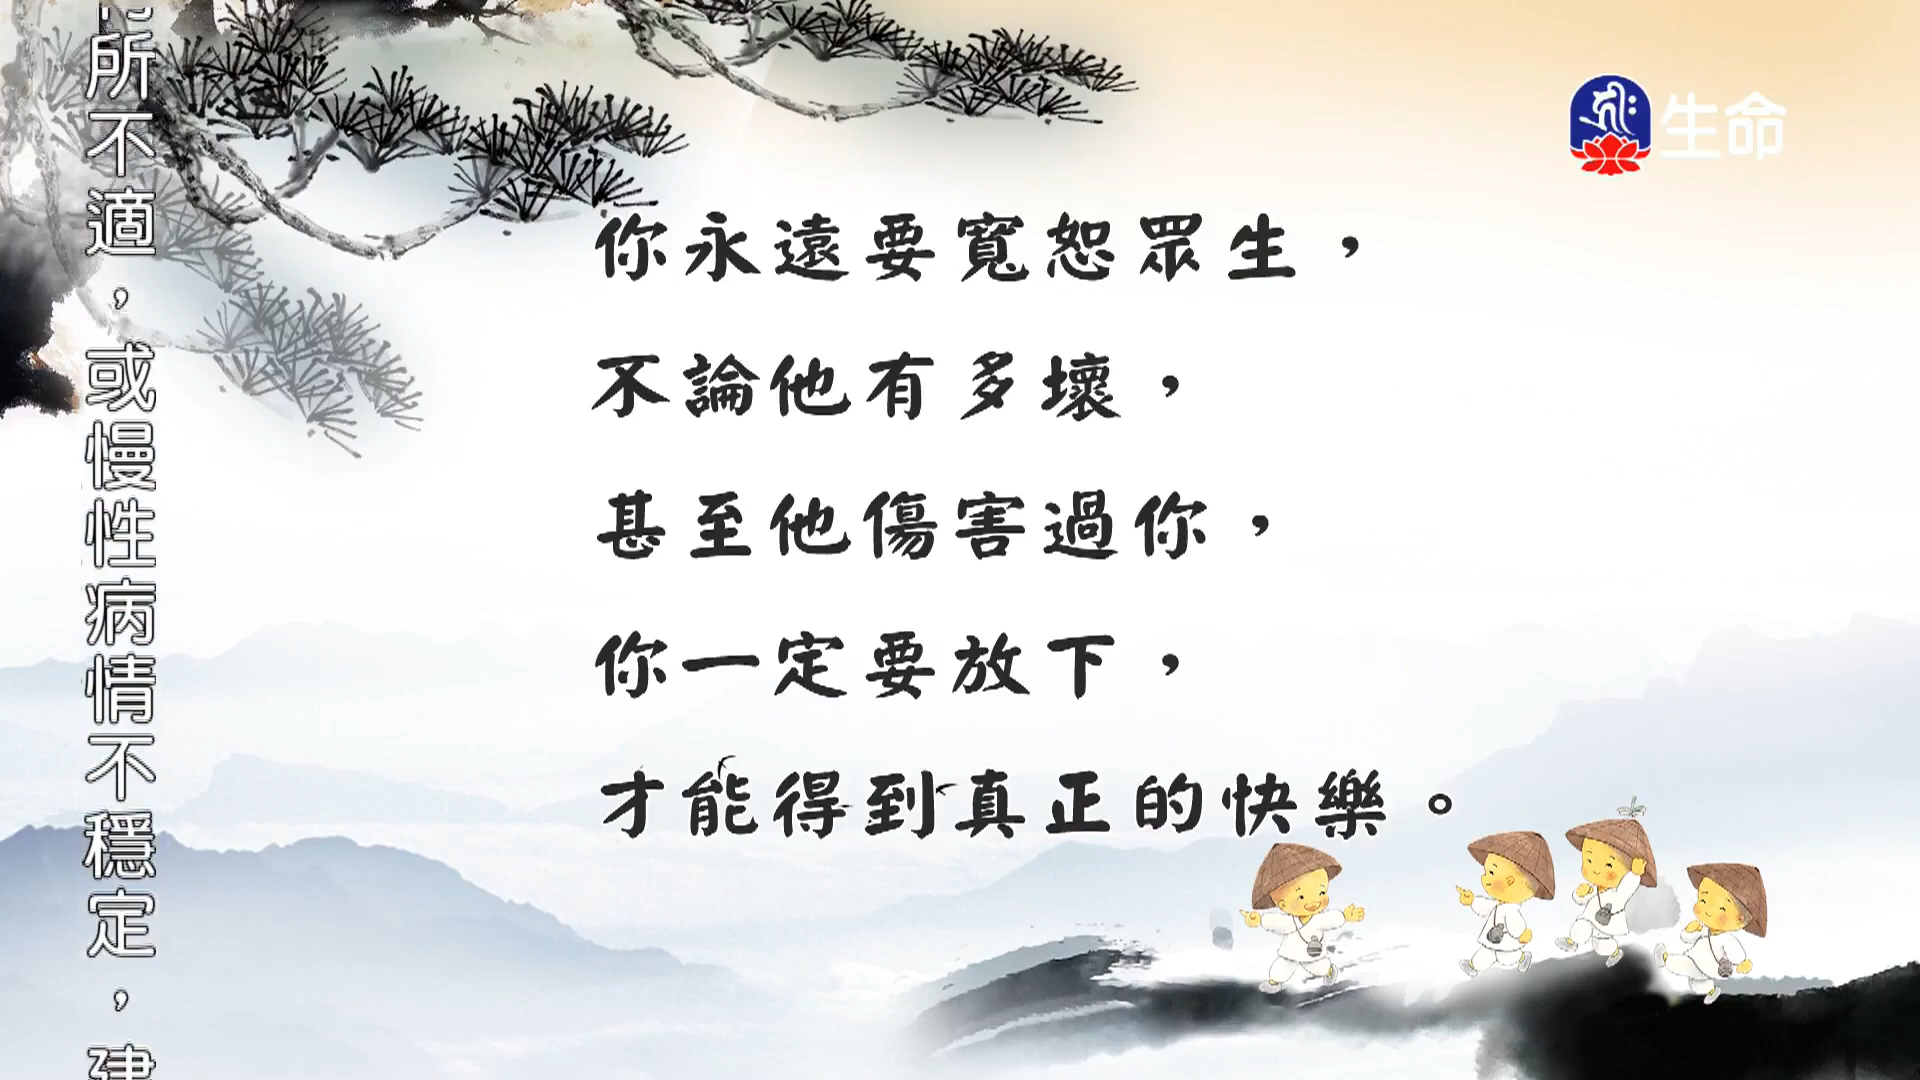 所不適，或慢性病情不穩定，建
生命
你永遠要寬恕眾生，
不論他有多壞，
甚至他傷害過你，
你一定要放下，
才能得到真正的快樂。